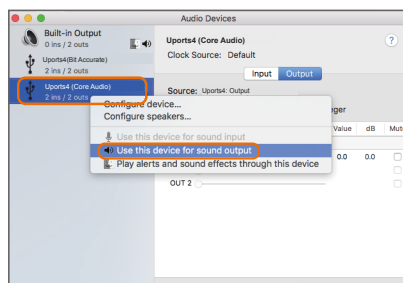 Audio Devices
Built-in Output
0 ins / 2 outs
Uports4(Bit Accurate)
2 ins / 2 outs
Uports4 (Core Audio)
2 ins / 2 outs
Uports4 (Core Audio)
?
Clock Source: Default
Input Output
Source: Uports4: Output
Configure device...
Configure speakers...
Use this device for sound input
Use this device for sound output
Play alerts and sound effects through this device
Value dB Mute
0.0 0.0
OUT 2